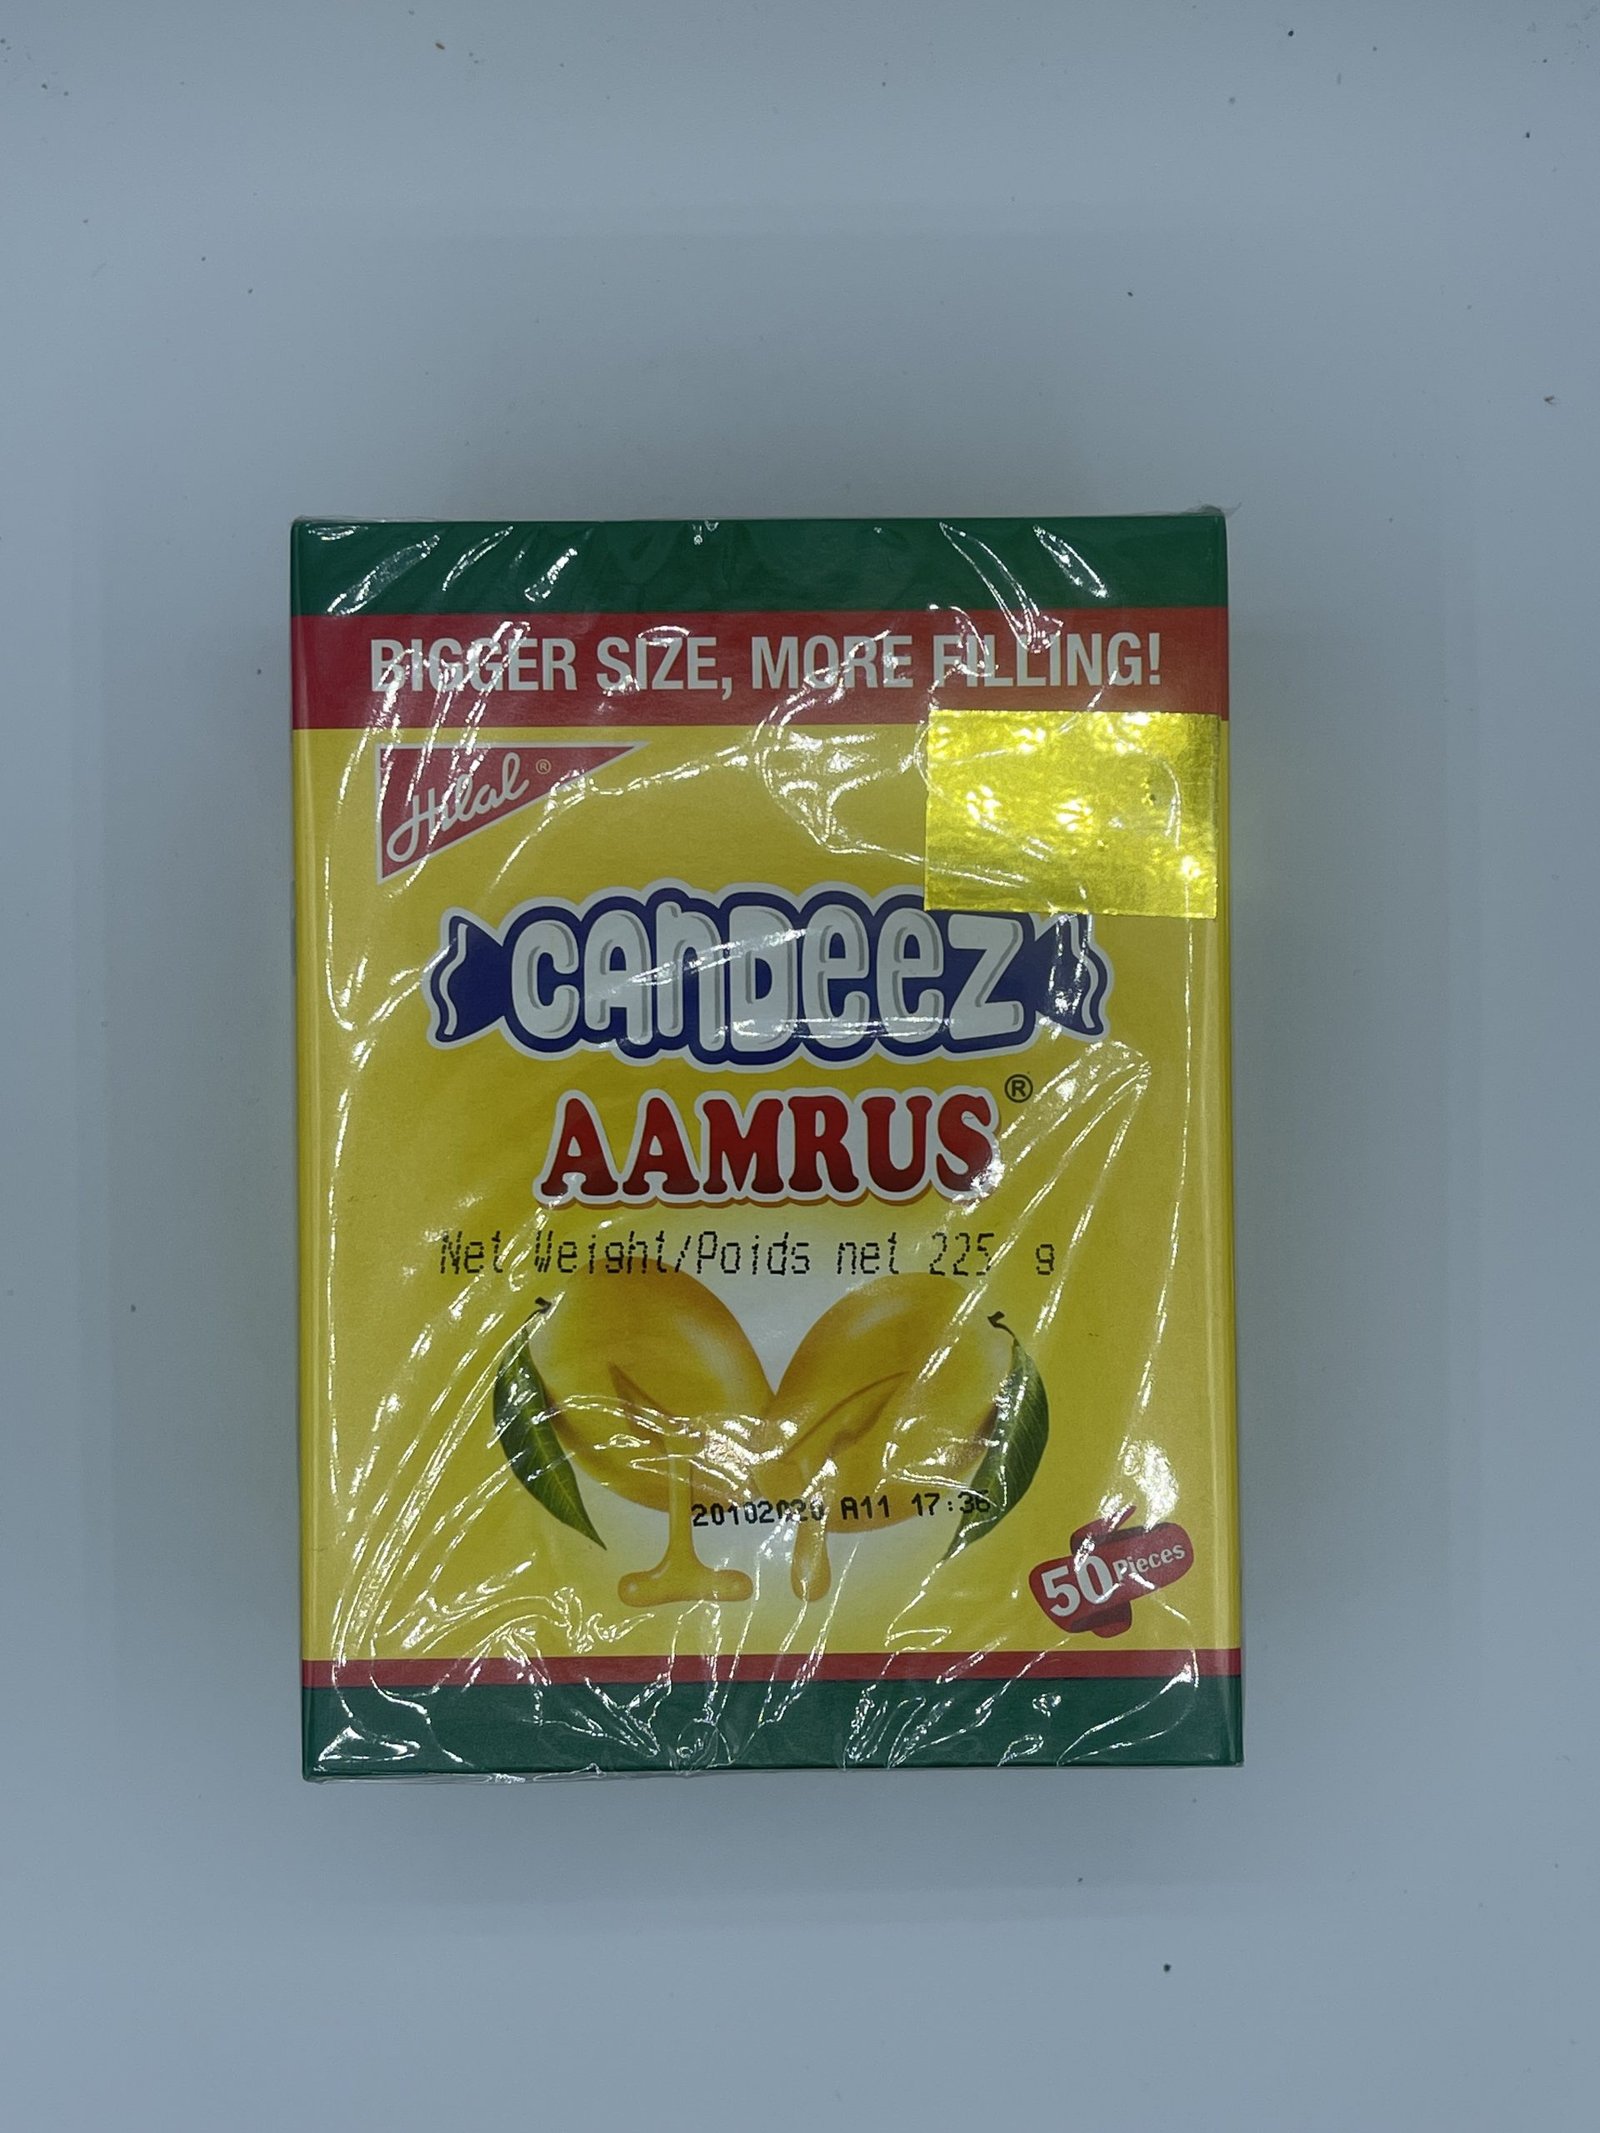 BIGGER SIZE, MORE FILLING!
Hilal®
CANDeez
AAMRUS®
Net Weight/Poids net 225 g
20102020 A11 17:36
50 Pieces